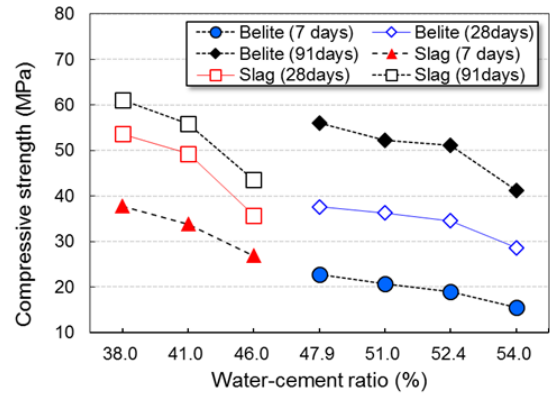 80
70
60
50
40
30
20
10
Compressive strength (MPa)
Belite (7 days) Belite (28days)
Belite (91days) Slag (7 days)
Slag (28days) Slag (91days)
38.0 41.0 46.0 47.9 51.0 52.4 54.0
Water-cement ratio (%)